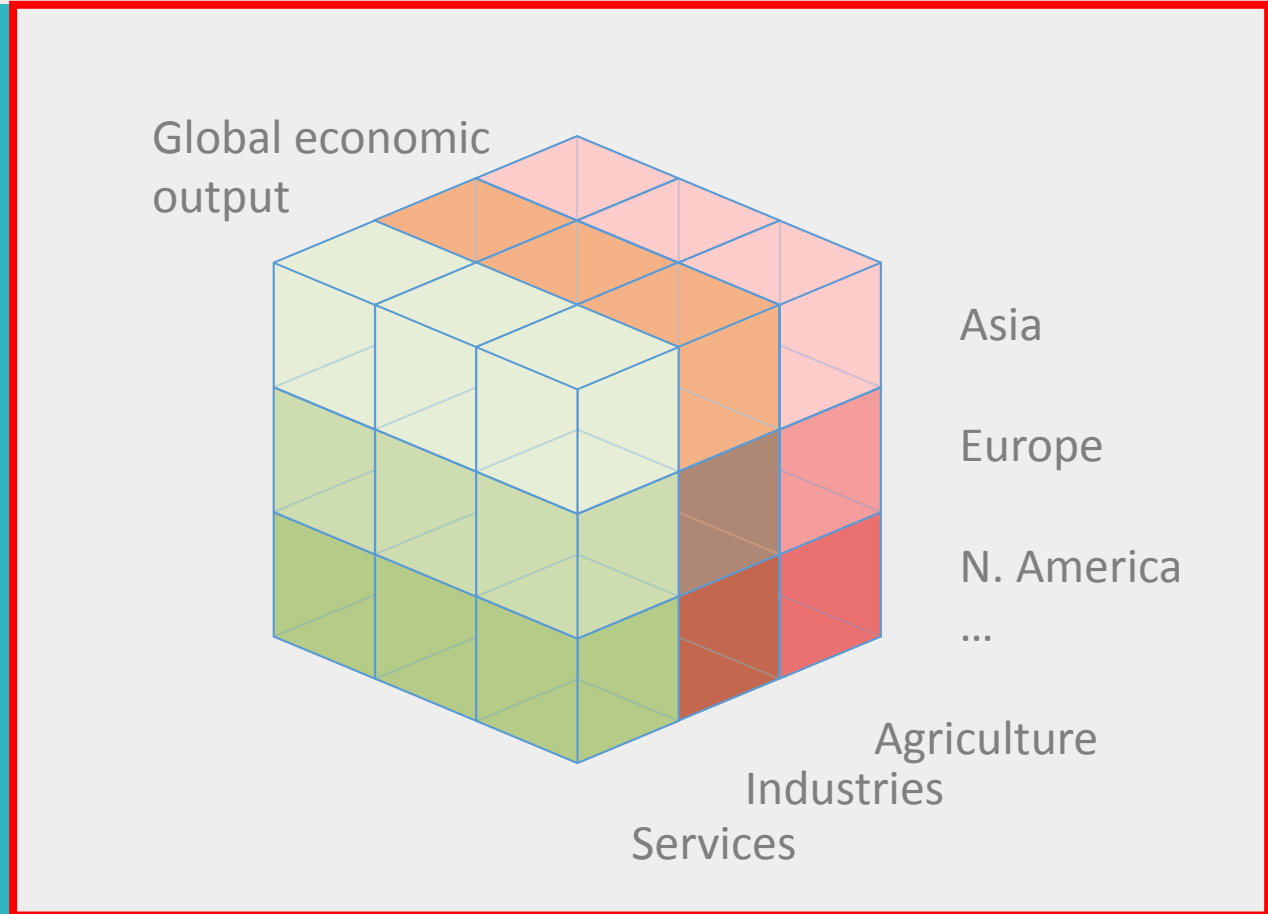 Global economic
output
Asia
Europe
N. America
...
Agriculture
Industries
Services